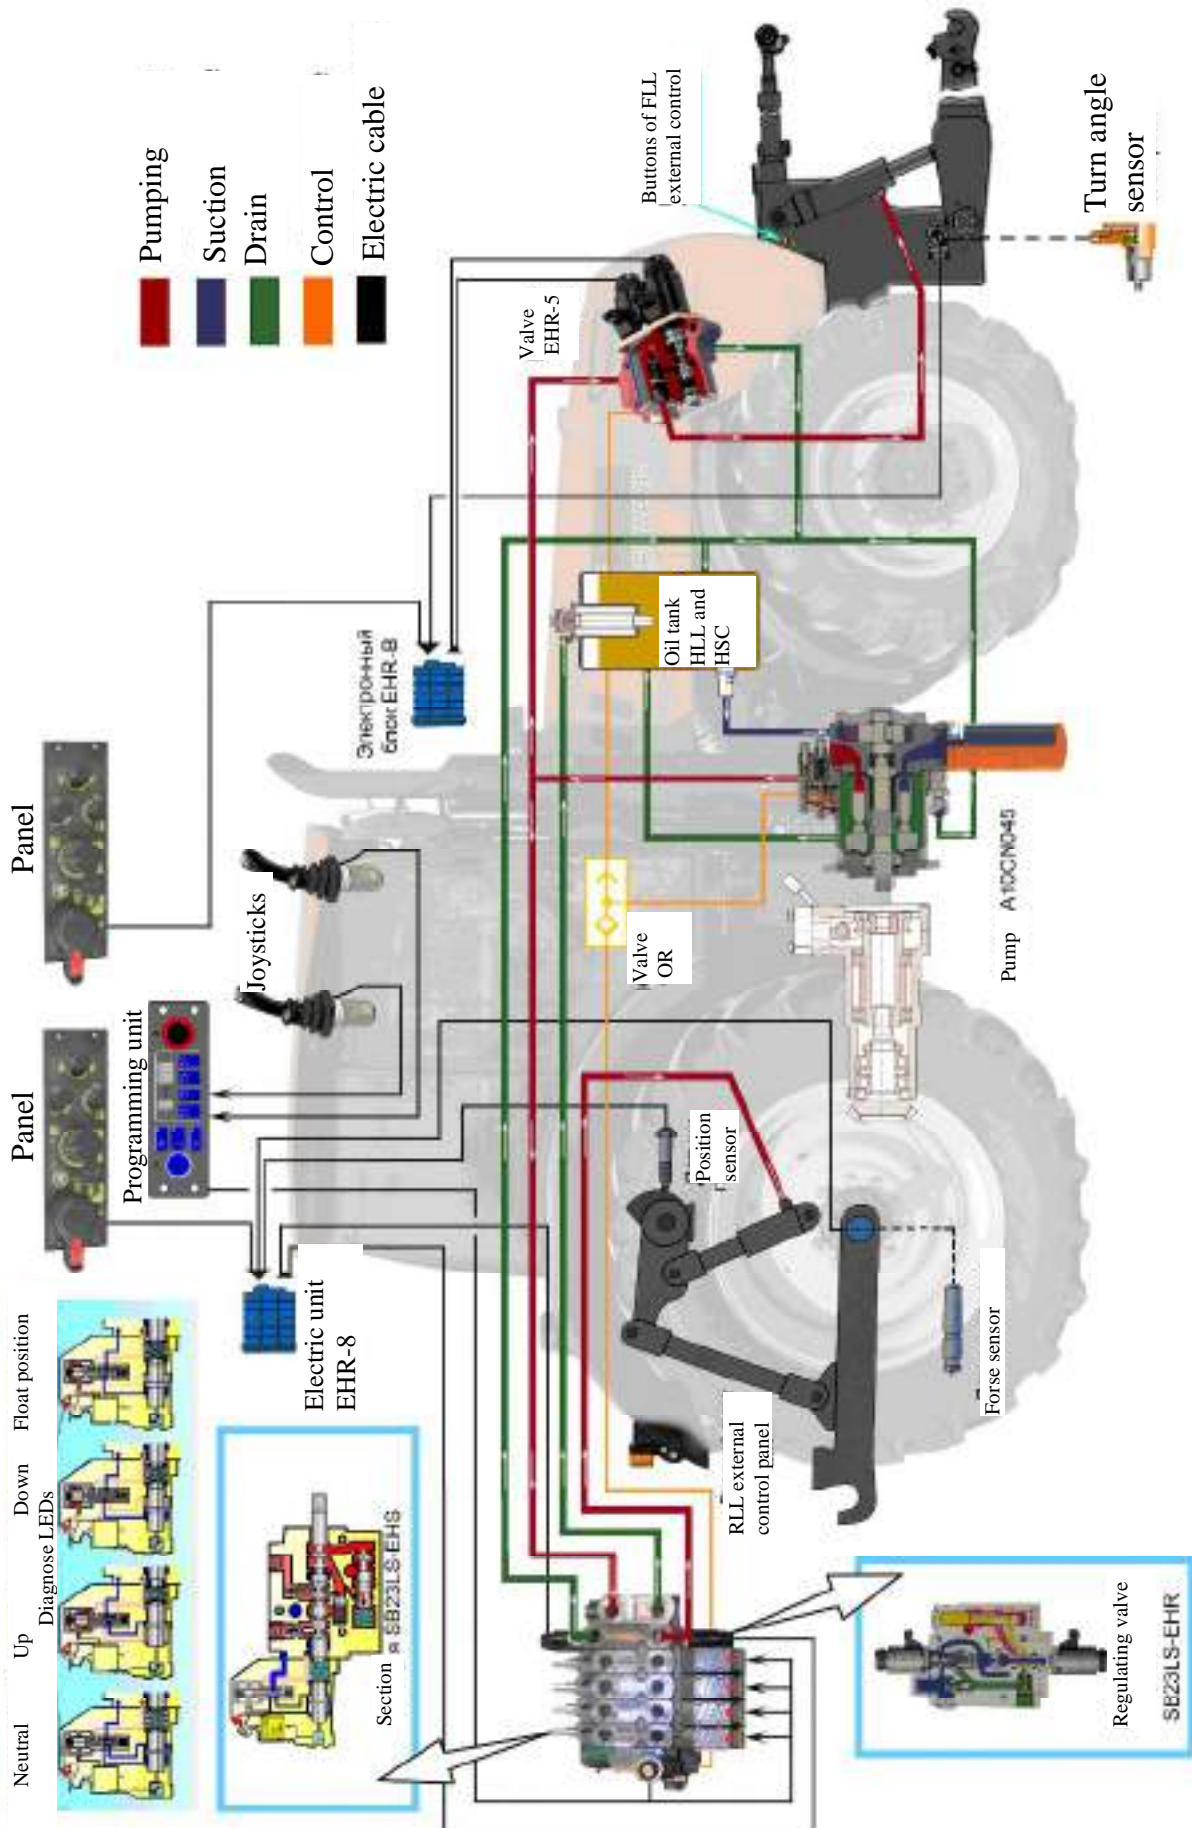 Pumping
Suction
Drain
Control
Electric cable
Buttons of FLL
external control
Turn angle
sensor
Valve
EHR-5
Электронный
блок EHR-B
Oil tank
HLL and
HSC
Panel
Joysticks
Valve
OR
Pump A10CN045
Panel
Programming unit
Position
sensor
Electric unit
EHR-8
Forse sensor
RLL external
control panel
Neutral Up Down Float position
Diagnose LEDs
Section
я SB23LS-EHS
Regulating valve
SB23LS-EHR